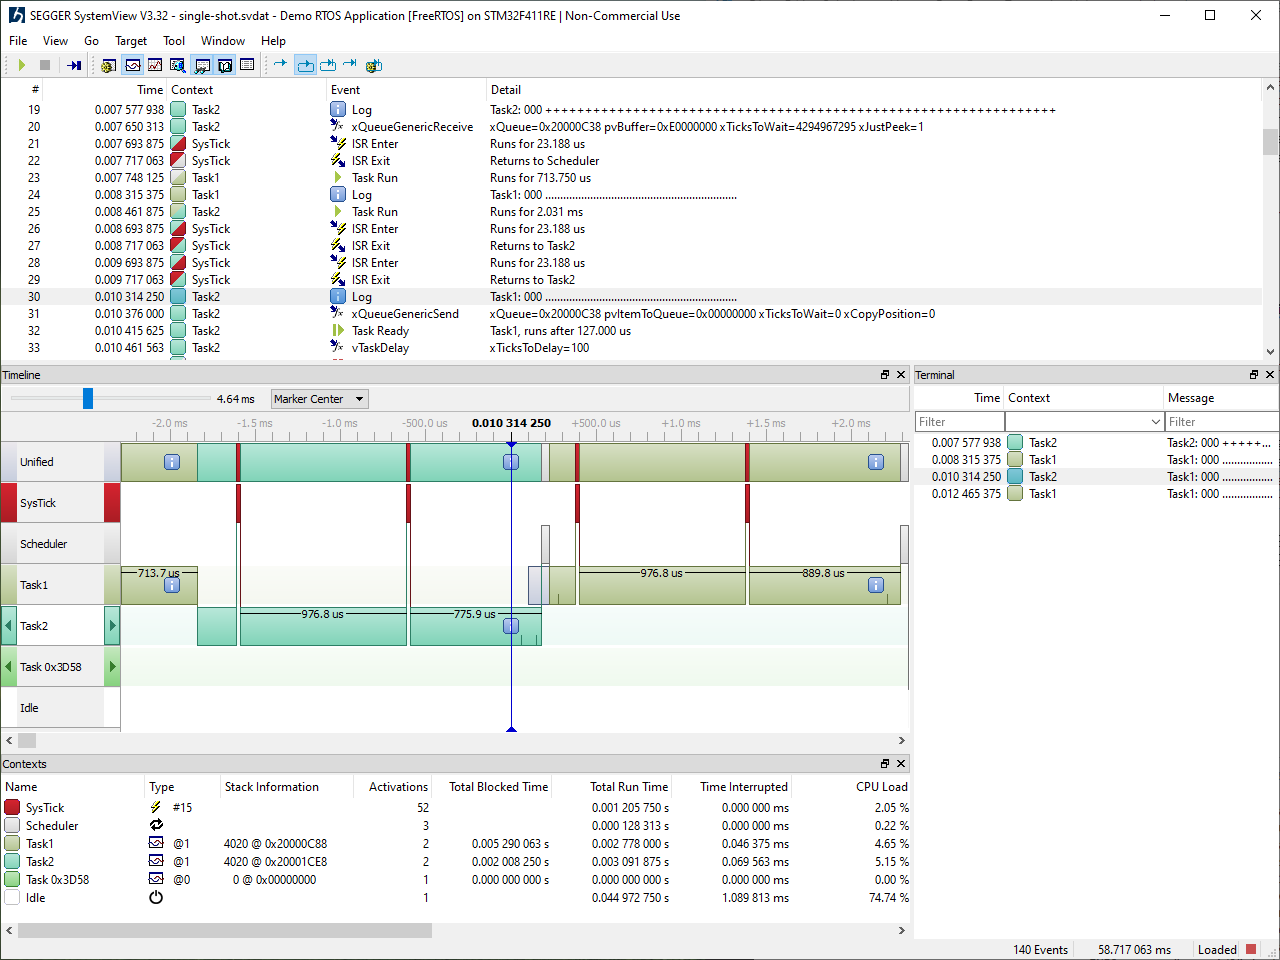 SEGGER SystemView V3.32 - single-shot.svdat - Demo RTOS Application [FreeRTOS] on STM32F411RE | Non-Commercial Use
File View Go Target Tool Window Help
# Time Context Event Detail
19 0.007 577 938 Task2 Log Task2: 000 ++++++++++++++++++++++++++++++++++++++++++++++++++++++++++++++++
20 0.007 650 313 Task2 xQueueGenericReceive xQueue=0x20000C38 pvBuffer=0xE0000000 xTicksToWait=4294967295 xJustPeek=1
21 0.007 693 875 SysTick ISR Enter Runs for 23.188 us
22 0.007 717 063 SysTick ISR Exit Returns to Scheduler
23 0.007 748 125 Task1 Task Run Runs for 713.750 us
24 0.008 315 375 Task1 Log Task1: 000 ................................................................
25 0.008 461 875 Task2 Task Run Runs for 2.031 ms
26 0.008 693 875 SysTick ISR Enter Runs for 23.188 us
27 0.008 717 063 SysTick ISR Exit Returns to Task2
28 0.009 693 875 SysTick ISR Enter Runs for 23.188 us
29 0.009 717 063 SysTick ISR Exit Returns to Task2
30 0.010 314 250 Task2 Log Task1: 000 ................................................................
31 0.010 376 000 Task2 xQueueGenericSend xQueue=0x20000C38 pvItemToQueue=0x00000000 xTicksToWait=0 xCopyPosition=0
32 0.010 415 625 Task2 Task Ready Task1, runs after 127.000 us
33 0.010 461 563 Task2 vTaskDelay xTicksToDelay=100
Timeline
4.64 ms Marker Center
-2.0 ms -1.5 ms -1.0 ms -500.0 us 0.010 314 250 +500.0 us +1.0 ms +1.5 ms +2.0 ms
Unified
SysTick
Scheduler
Task1 713.7 us 976.8 us 889.8 us
Task2 976.8 us 775.9 us
Task 0x3D58
Idle
Terminal
Time Context Message
Filter Filter
0.007 577 938 Task2 Task2: 000 +++++...
0.008 315 375 Task1 Task1: 000 .................
0.010 314 250 Task2 Task1: 000 .................
0.012 465 375 Task1 Task1: 000 .................
Contexts
Name Type Stack Information Activations Total Blocked Time Total Run Time Time Interrupted CPU Load
SysTick #15 52 0.001 205 750 s 0.000 000 ms 2.05 %
Scheduler 3 0.000 128 313 s 0.000 000 ms 0.22 %
Task1 @1 4020 @ 0x20000C88 2 0.005 290 063 s 0.002 778 000 s 0.046 375 ms 4.65 %
Task2 @1 4020 @ 0x20001CE8 2 0.002 008 250 s 0.003 091 875 s 0.069 563 ms 5.15 %
Task 0x3D58 @0 0 @ 0x00000000 1 0.000 000 000 s 0.000 000 000 s 0.000 000 ms 0.00 %
Idle 1 0.044 972 750 s 1.089 813 ms 74.74 %
140 Events 58.717 063 ms Loaded